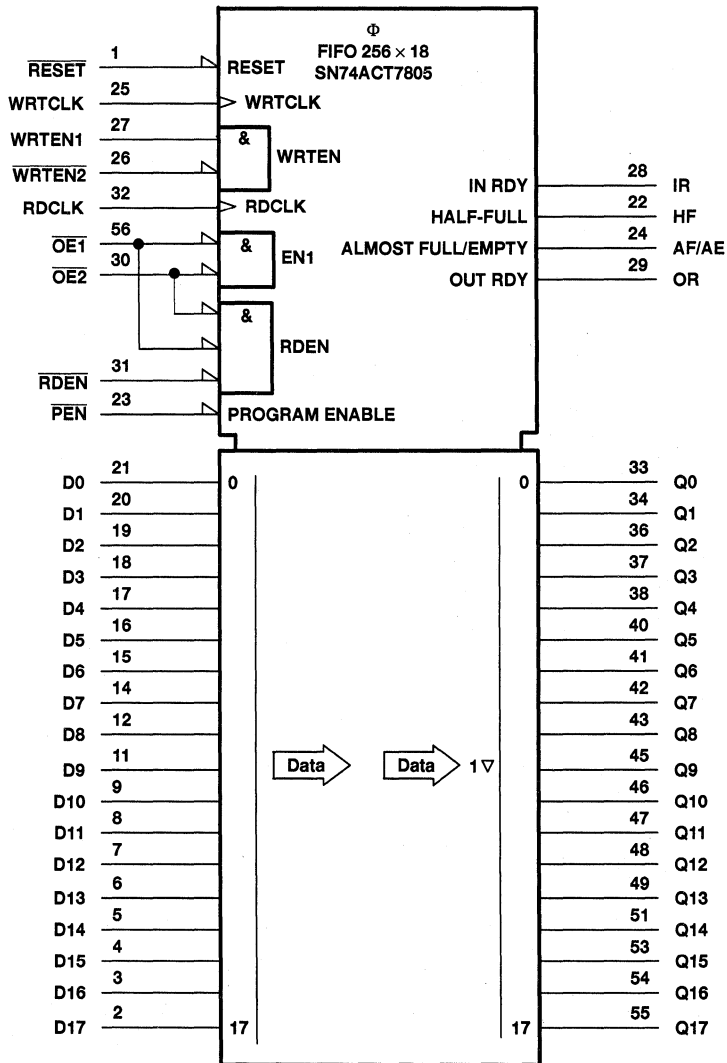 Φ
FIFO 256 × 18
SN74ACT7805
R̅E̅S̅E̅T̅ 1 RESET
WRTCLK 25 WRTCLK
WRTEN1 27 &
WRTEN
W̅R̅T̅E̅N̅2̅ 26
RDCLK 32 RDCLK
O̅E̅1̅ 56 &
EN1
O̅E̅2̅ 30
&
RDEN
R̅D̅E̅N̅ 31
P̅E̅N̅ 23 PROGRAM ENABLE
IN RDY 28 IR
HALF-FULL 22 HF
ALMOST FULL/EMPTY 24 AF/AE
OUT RDY 29 OR
D0 21 0 0 33 Q0
D1 20 34 Q1
D2 19 36 Q2
D3 18 37 Q3
D4 17 38 Q4
D5 16 40 Q5
D6 15 41 Q6
D7 14 42 Q7
D8 12 43 Q8
D9 11 Data Data 1 ▽ 45 Q9
D10 9 46 Q10
D11 8 47 Q11
D12 7 48 Q12
D13 6 49 Q13
D14 5 51 Q14
D15 4 53 Q15
D16 3 54 Q16
D17 2 17 17 55 Q17